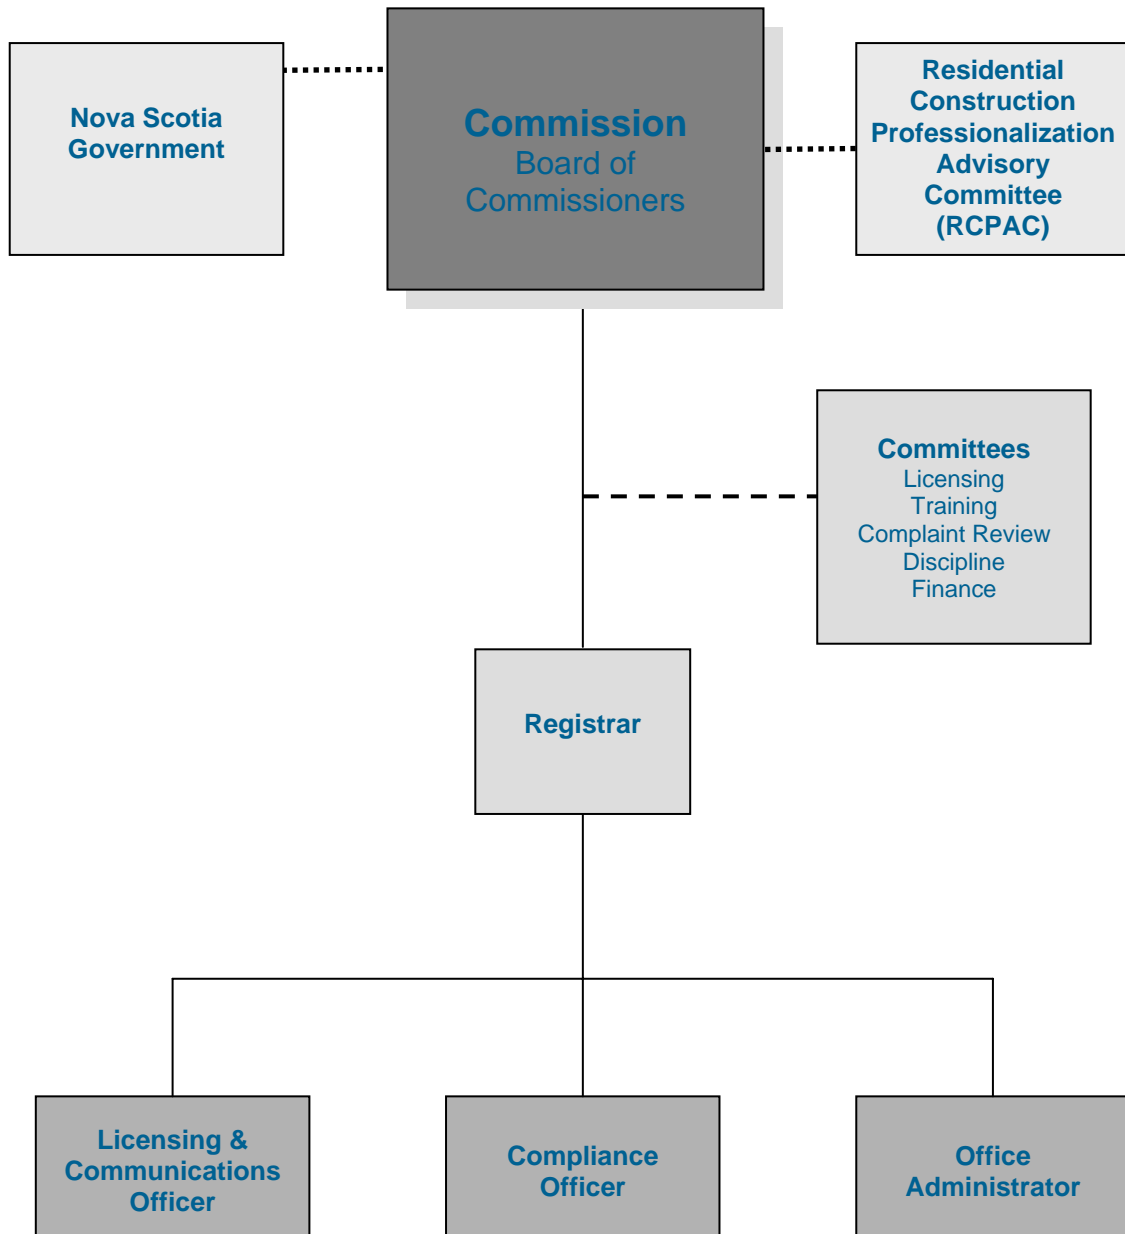 Nova Scotia
Government
Commission
Board of
Commissioners
Residential
Construction
Professionalization
Advisory
Committee
(RCPAC)
Committees
Licensing
Training
Complaint Review
Discipline
Finance
Registrar
Licensing &
Communications
Officer
Compliance
Officer
Office
Administrator